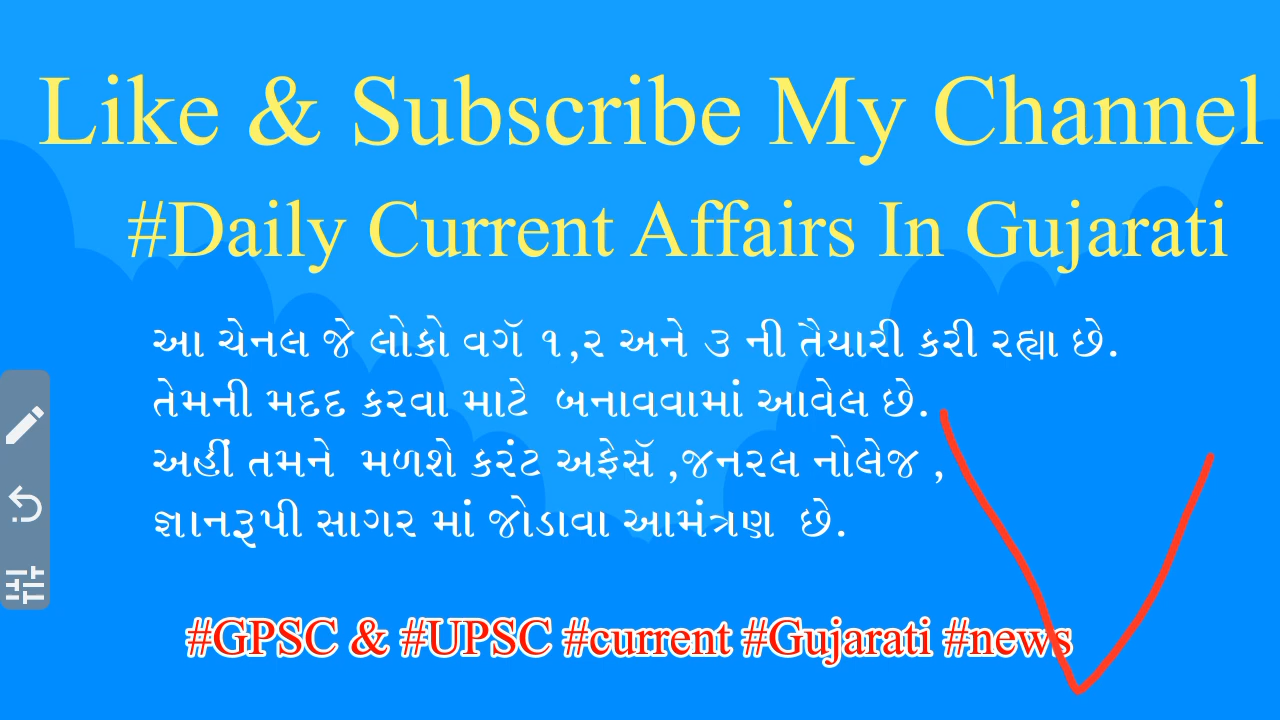 Like & Subscribe My Channel
#Daily Current Affairs In Gujarati
આ ચેનલ જે લોકો વગૅ ૧,૨ અને ૩ ની તૈયારી કરી રહ્યા છે.
તેમની મદદ કરવા માટે  બનાવવામાં આવેલ છે.
અહીં તમને  મળશે કરંટ અફેસૅ ,જનરલ નોલેજ ,
જ્ઞાનરૂપી સાગર માં જોડાવા આમંત્રણ  છે.
#GPSC & #UPSC #current #Gujarati #news